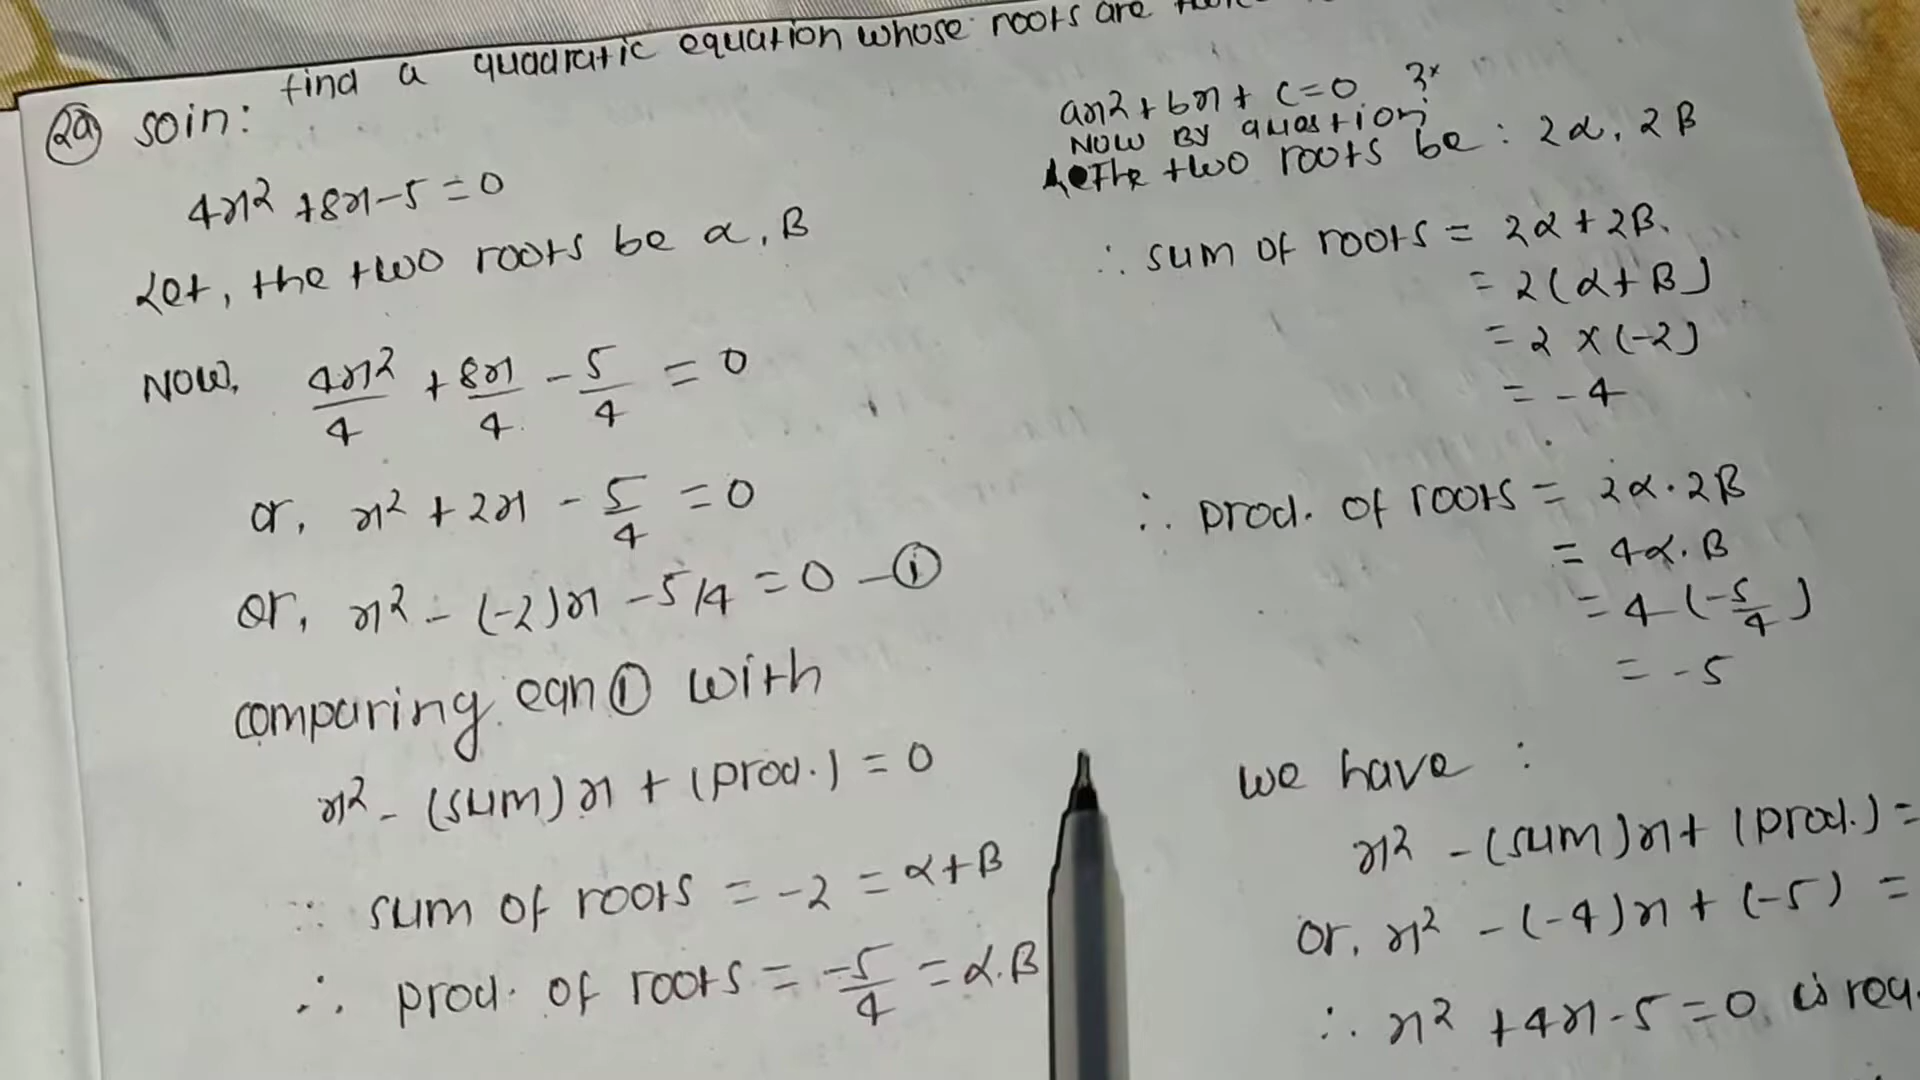 find a quadratic equation whose roots are
2a) soln:
4x² + 8x - 5 = 0
Let, the two roots be α, β
Now, 4x²/4 + 8x/4 - 5/4 = 0
or, x² + 2x - 5/4 = 0
or, x² - (-2)x - 5/4 = 0 - ①
comparing eqn ① with
x² - (sum)x + (prod.) = 0
∴ sum of roots = -2 = α+β
∴ prod. of roots = -5/4 = α.β
ax2 + bx + c = 0
Now By question;
The two roots be : 2α, 2β
∴ sum of roots = 2α + 2β.
= 2(α+β)
= 2 × (-2)
= -4
∴ prod. of roots = 2α . 2β
= 4α.β
= 4(-5/4)
= -5
we have :
x² - (sum)x + (prod.) =
or, x² - (-4)x + (-5) =
∴ x² + 4x - 5 = 0 is